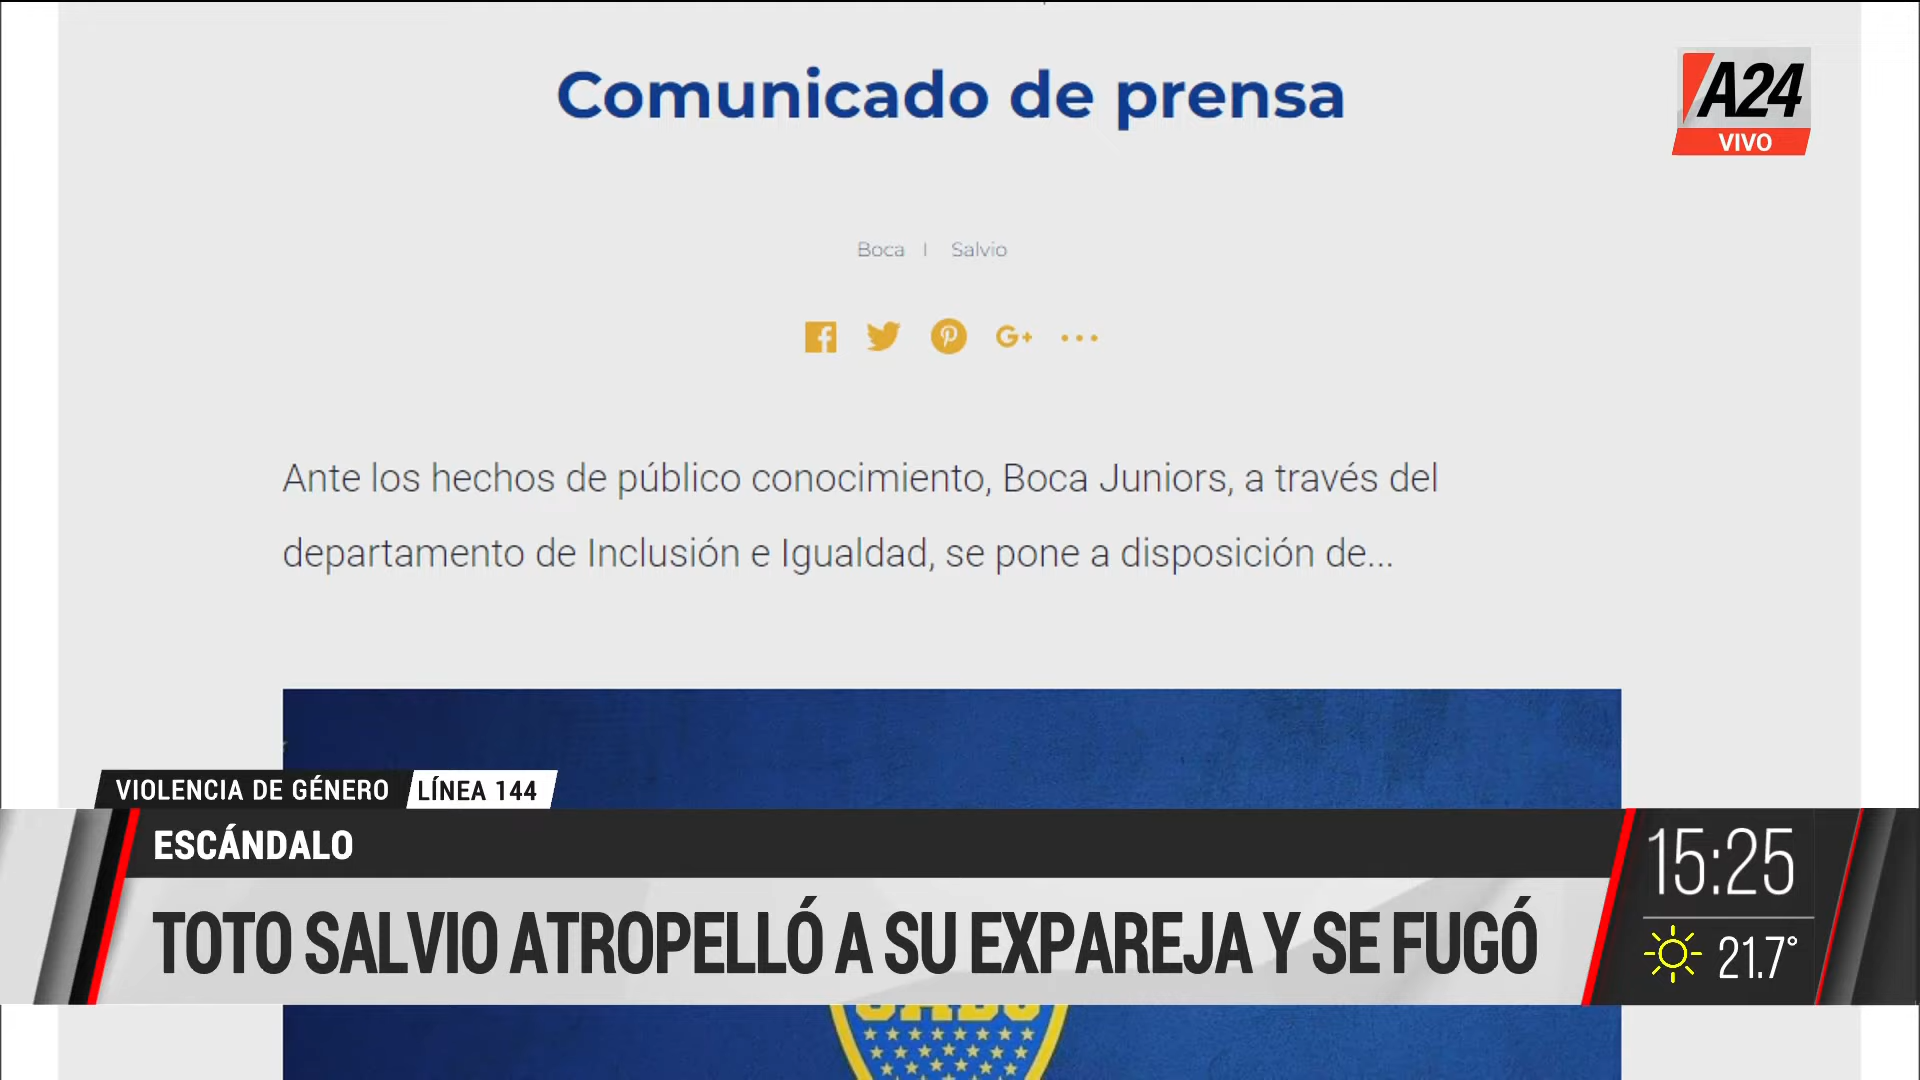 Comunicado de prensa
A24
VIVO
Boca | Salvio
G+
Ante los hechos de público conocimiento, Boca Juniors, a través del
departamento de Inclusión e Igualdad, se pone a disposición de...
VIOLENCIA DE GÉNERO LÍNEA 144
ESCÁNDALO
TOTO SALVIO ATROPELLÓ A SU EXPAREJA Y SE FUGÓ
15:25
21.7°